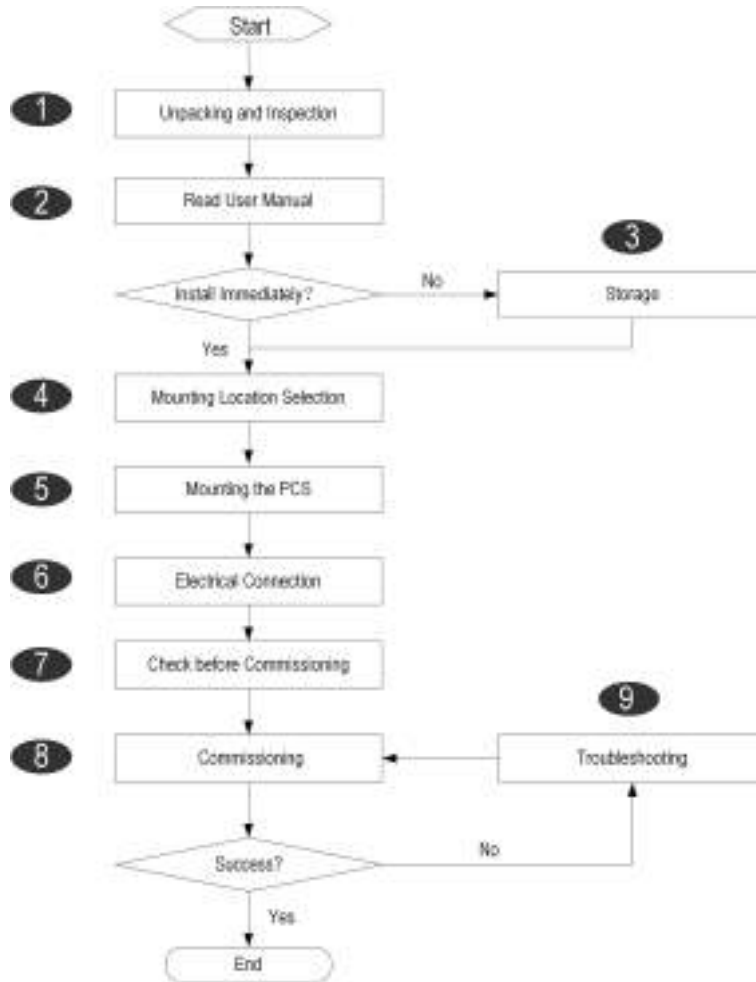 Start
1
Unpacking and Inspection
2
Read User Manual
3
Install Immediately?
No
Storage
Yes
4
Mounting Location Selection
5
Mounting the PCS
6
Electrical Connection
7
Check before Commissioning
9
8
Commissioning
Troubleshooting
Success?
No
Yes
End